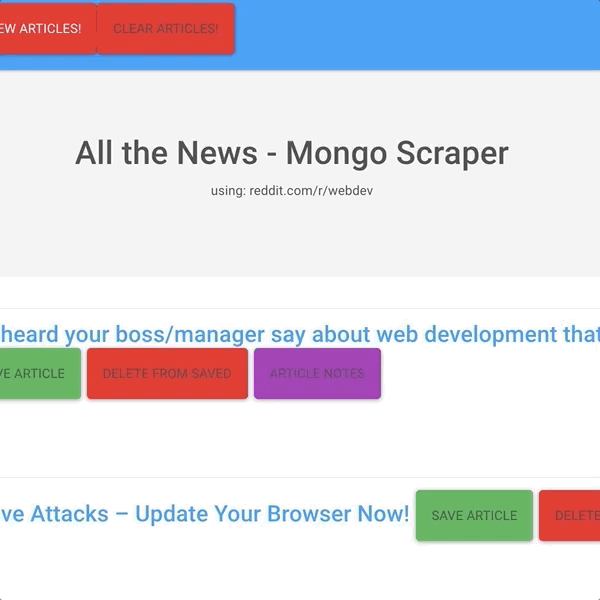 EW ARTICLES! CLEAR ARTICLES!
All the News - Mongo Scraper
using: reddit.com/r/webdev
heard your boss/manager say about web development that
VE ARTICLE DELETE FROM SAVED ARTICLE NOTES
ve Attacks – Update Your Browser Now! SAVE ARTICLE DELETE